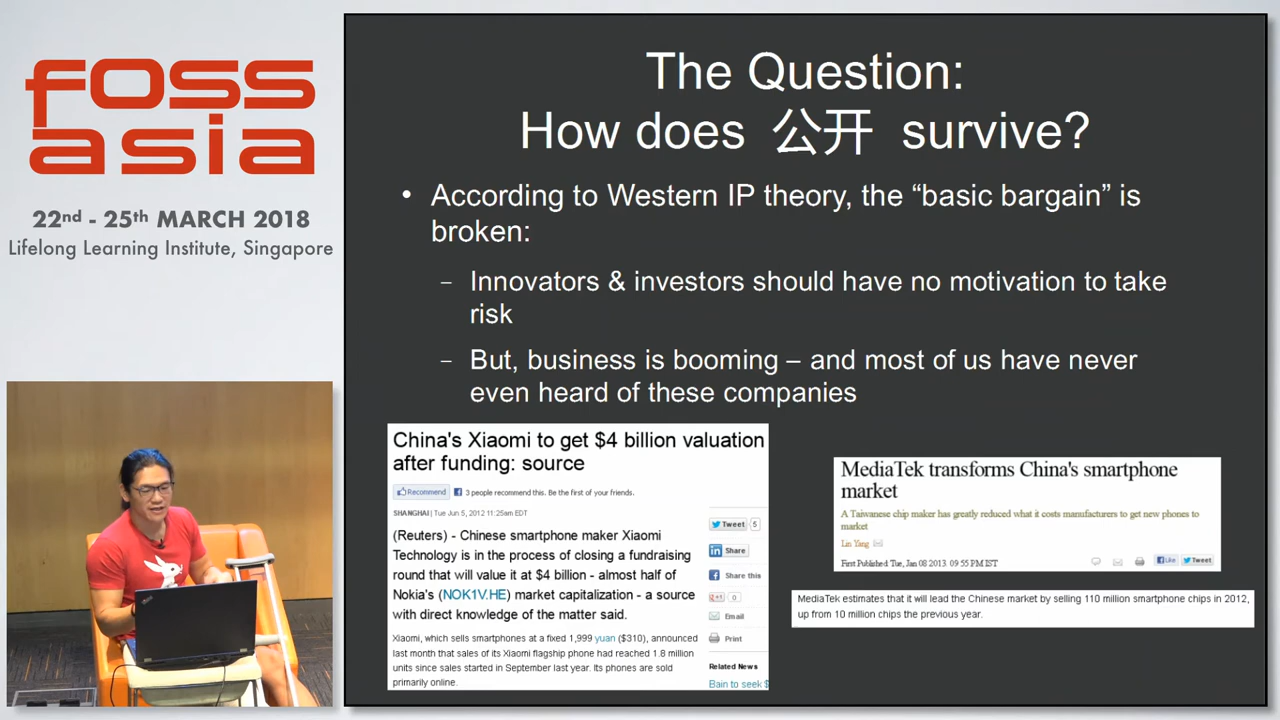 foss
asia
22nd - 25th MARCH 2018
Lifelong Learning Institute, Singapore
The Question:
How does 公开 survive?
• According to Western IP theory, the “basic bargain” is
broken:
– Innovators & investors should have no motivation to take
risk
– But, business is booming – and most of us have never
even heard of these companies
China's Xiaomi to get $4 billion valuation
after funding: source
Recommend 3 people recommend this. Be the first of your friends.
SHANGHAI | Tue Jun 5, 2012 11:25am EDT
(Reuters) - Chinese smartphone maker Xiaomi
Technology is in the process of closing a fundraising
round that will value it at $4 billion - almost half of
Nokia's (NOK1V.HE) market capitalization - a source
with direct knowledge of the matter said.
Xiaomi, which sells smartphones at a fixed 1,999 yuan ($310), announced
last month that sales of its Xiaomi flagship phone had reached 1.8 million
units since sales started in September last year. Its phones are sold
primarily online.
Tweet 5
Share
Share this
+1 0
Email
Print
Related News
Bain to seek $
MediaTek transforms China's smartphone
market
A Taiwanese chip maker has greatly reduced what it costs manufacturers to get new phones to
market
Lin Yang
First Published Tue, Jan 08 2013. 09 55 PM IST
Like Tweet
MediaTek estimates that it will lead the Chinese market by selling 110 million smartphone chips in 2012,
up from 10 million chips the previous year.
ThinkPad